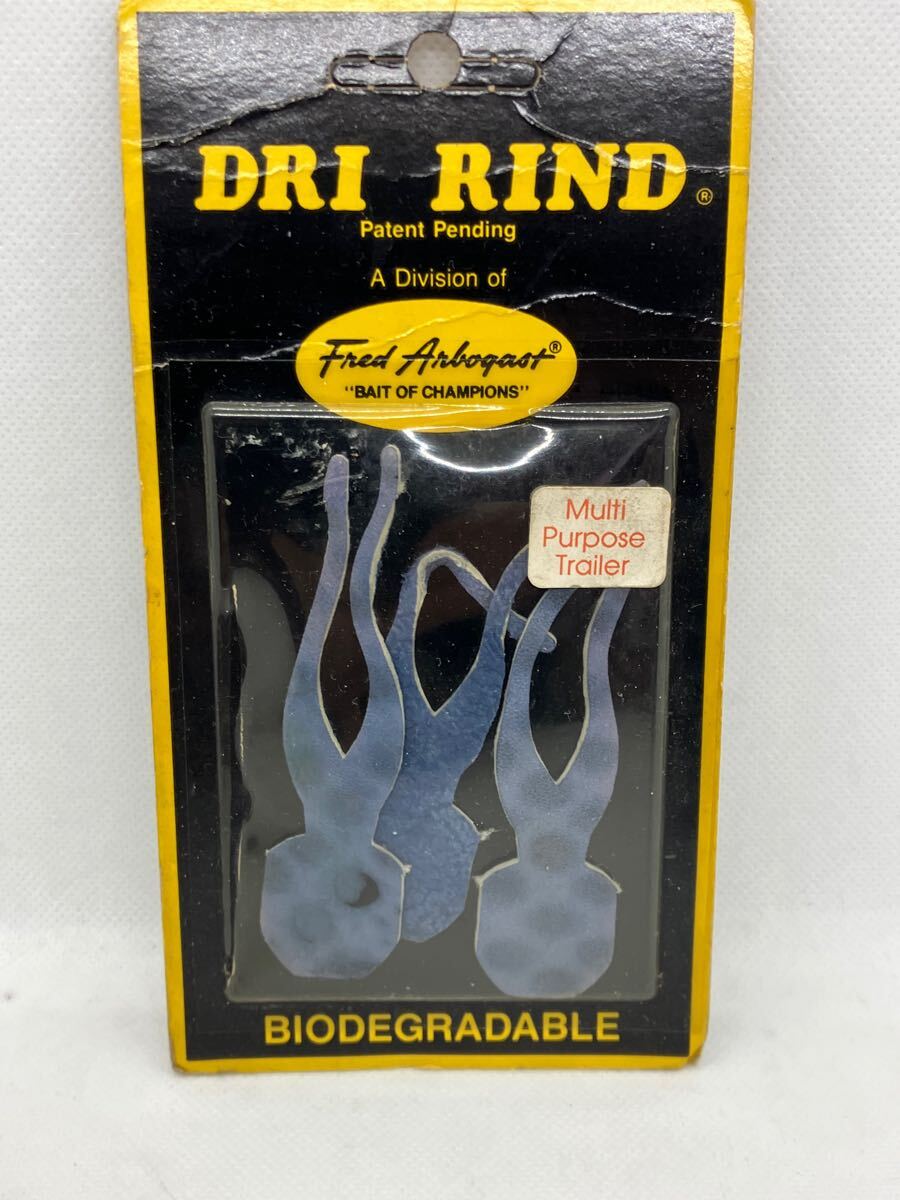 DRI RIND®
Patent Pending
A Division of
Fred Arbogast®
"BAIT OF CHAMPIONS"
Multi
Purpose
Trailer
BIODEGRADABLE